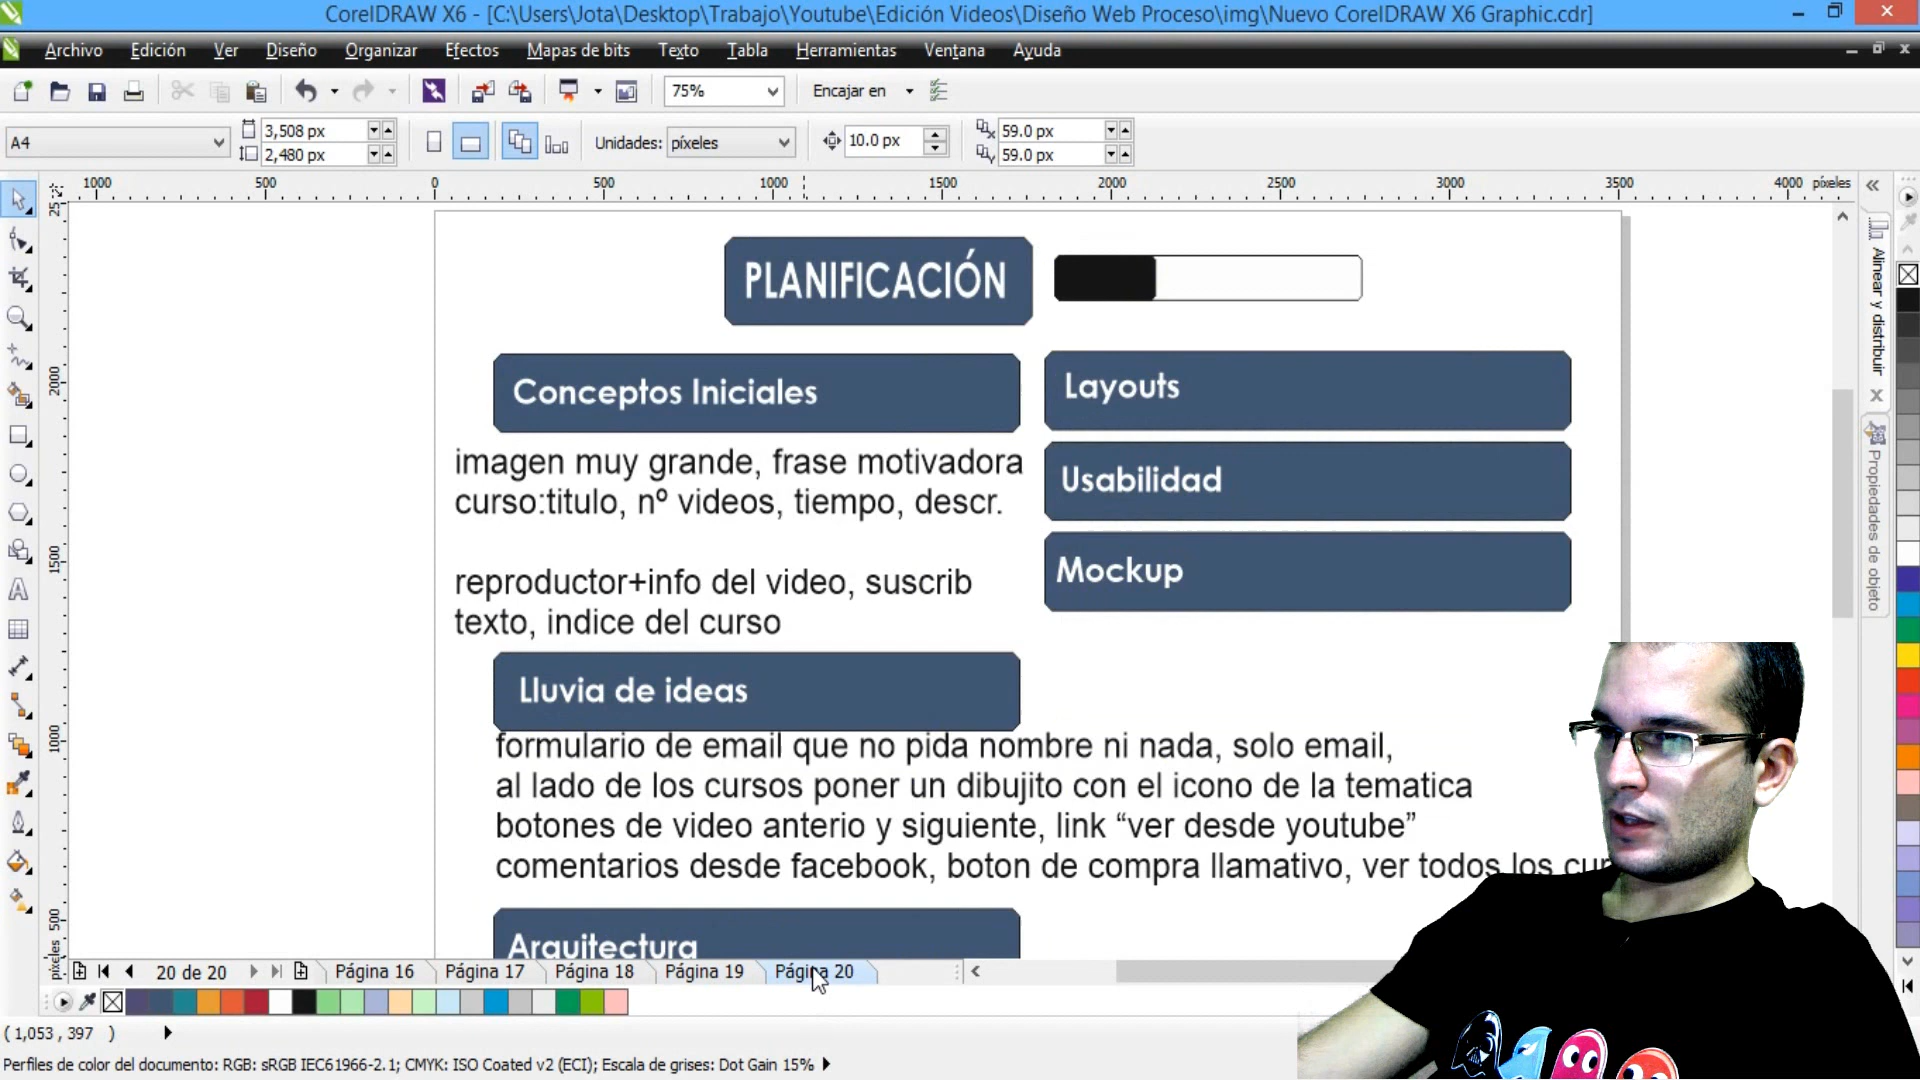 CorelDRAW X6 - [C:\Users\Jota\Desktop\Trabajo\Youtube\Edición Videos\Diseño Web Proceso\img\Nuevo CorelDRAW X6 Graphic.cdr]
Archivo Edición Ver Diseño Organizar Efectos Mapas de bits Texto Tabla Herramientas Ventana Ayuda
75% Encajar en
A4 3,508 px 2,480 px Unidades: píxeles 10.0 px 59.0 px 59.0 px
1000 500 0 500 1000 1500 2000 2500 3000 3500 4000 píxeles
2000
1500
1000
500
píxeles
PLANIFICACIÓN
Conceptos Iniciales
imagen muy grande, frase motivadora
curso:titulo, nº videos, tiempo, descr.
reproductor+info del video, suscrib
texto, indice del curso
Layouts
Usabilidad
Mockup
Lluvia de ideas
formulario de email que no pida nombre ni nada, solo email,
al lado de los cursos poner un dibujito con el icono de la tematica
botones de video anterio y siguiente, link “ver desde youtube”
comentarios desde facebook, boton de compra llamativo, ver todos los cur
Arquitectura
Alinear y distribuir
Propiedades de objeto
20 de 20 Página 16 Página 17 Página 18 Página 19 Página 20
( 1,053 , 397 )
Perfiles de color del documento: RGB: sRGB IEC61966-2.1; CMYK: ISO Coated v2 (ECI); Escala de grises: Dot Gain 15%